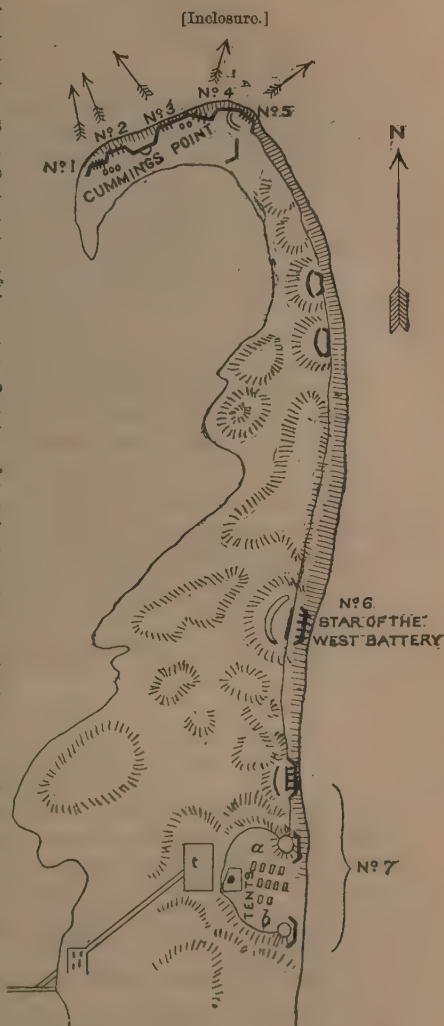 [Inclosure.]
Nº 1
Nº 2
Nº 3
Nº 4
Nº 5
CUMMINGS POINT
N
Nº 6.
STAR OF THE
WEST BATTERY
Nº 7
a
t
TENTS
b